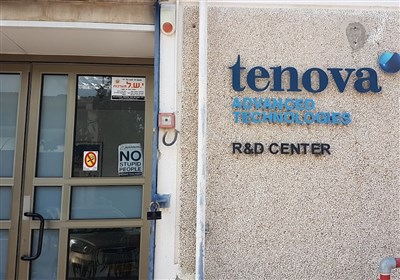 tenova
ADVANCED
TECHNOLOGIES
R&D CENTER
י.ש.ל
NO
STUPID
PEOPLE